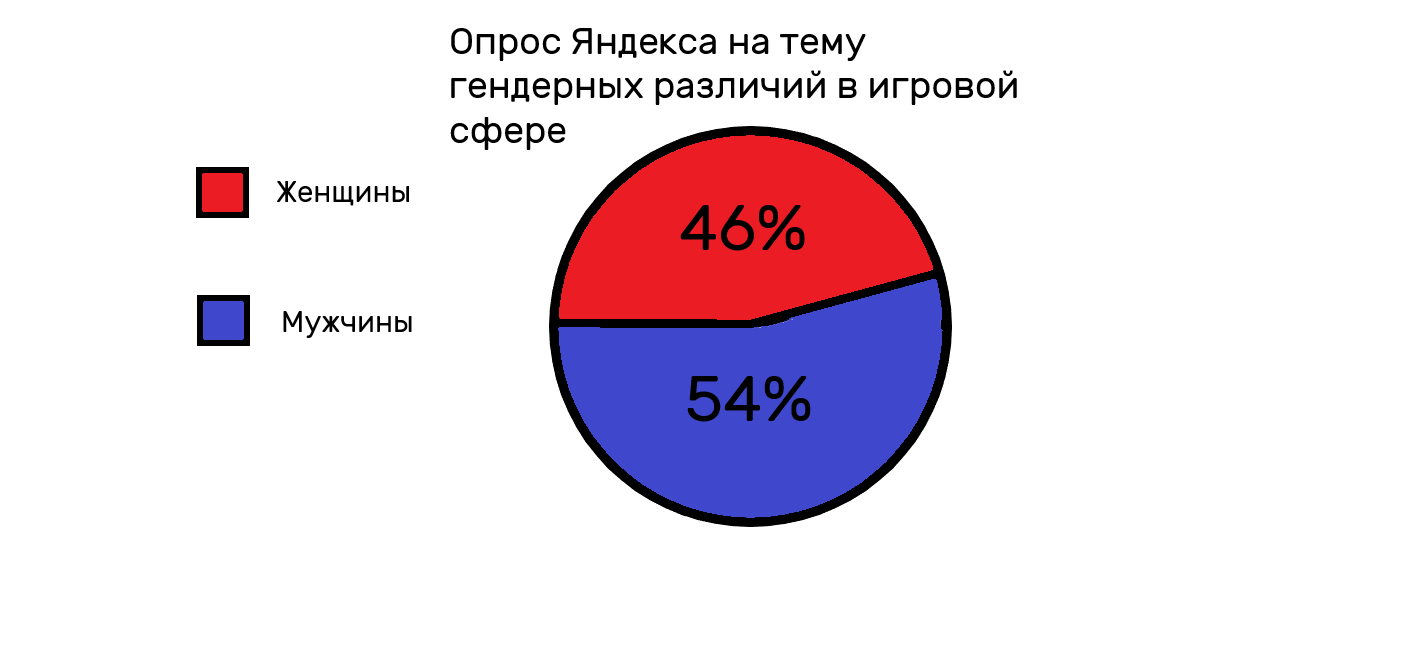 Опрос Яндекса на тему
гендерных различий в игровой
сфере
Женщины
Мужчины
46%
54%